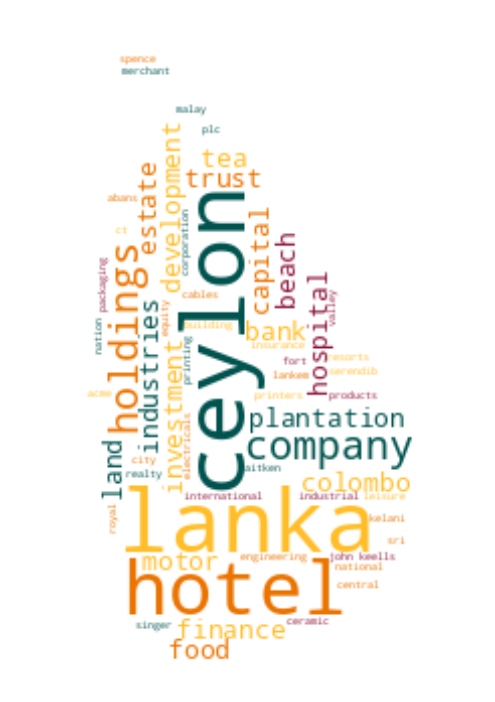 spence
merchant
malay
plc
tea
trust
development
estate
abans
ceylon
corporation
capital
beach
ct
holdings
packaging
hospital
valley
cables
equity
industries
nation
building
bank
insurance
printing
investment
fort
resorts
lankem
serendib
acme
printers
products
plantation
electricals
company
land
city
realty
aitken
colombo
lanka
international
industrial
leisure
royal
kelani
sri
motor
engineering
john keells
national
hotel
central
singer
finance
ceramic
food